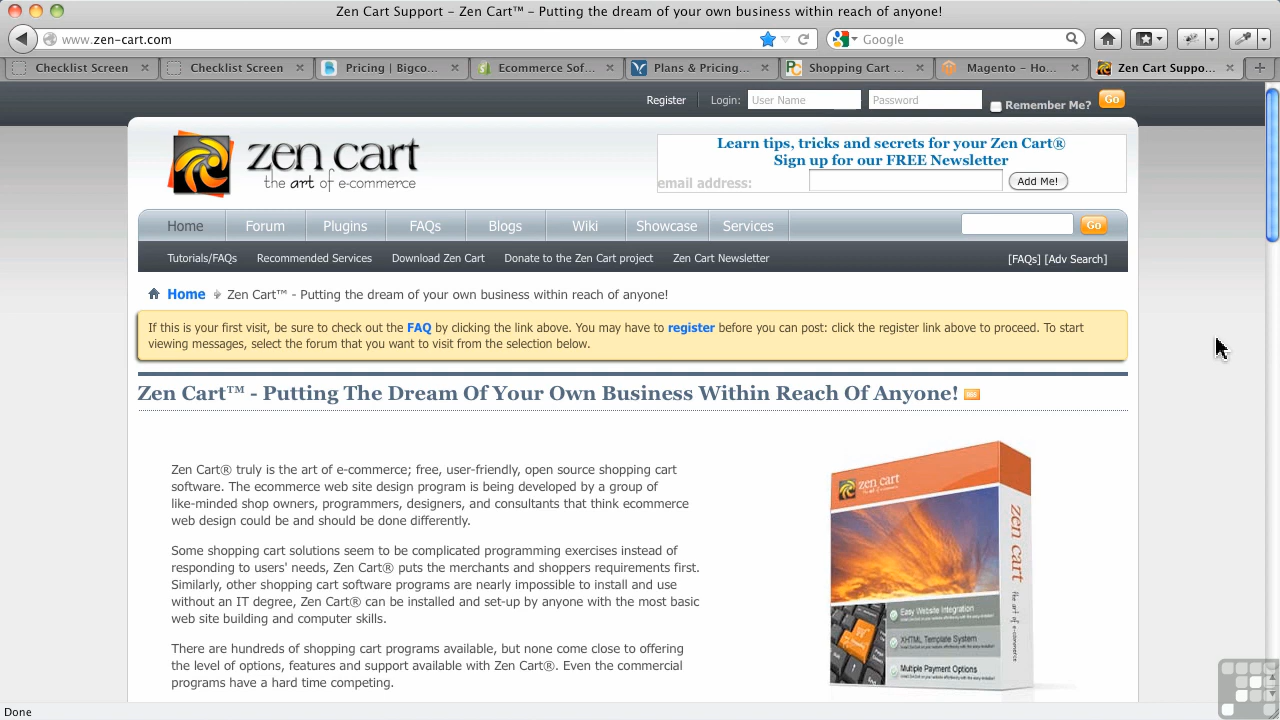 Zen Cart Support – Zen Cart™ – Putting the dream of your own business within reach of anyone!
www.zen-cart.com
Google
Checklist Screen
Checklist Screen
Pricing | Bigco...
Ecommerce Sof...
Plans & Pricing...
Shopping Cart ...
Magento – Ho...
Zen Cart Suppo...
Register
Login:
User Name
Password
Remember Me?
Go
zen cart
the art of e-commerce
Learn tips, tricks and secrets for your Zen Cart®
Sign up for our FREE Newsletter
email address:
Add Me!
Home
Forum
Plugins
FAQs
Blogs
Wiki
Showcase
Services
Go
Tutorials/FAQs
Recommended Services
Download Zen Cart
Donate to the Zen Cart project
Zen Cart Newsletter
[FAQs] [Adv Search]
Home
Zen Cart™ - Putting the dream of your own business within reach of anyone!
If this is your first visit, be sure to check out the FAQ by clicking the link above. You may have to register before you can post: click the register link above to proceed. To start
viewing messages, select the forum that you want to visit from the selection below.
Zen Cart™ - Putting The Dream Of Your Own Business Within Reach Of Anyone!
Zen Cart® truly is the art of e-commerce; free, user-friendly, open source shopping cart
software. The ecommerce web site design program is being developed by a group of
like-minded shop owners, programmers, designers, and consultants that think ecommerce
web design could be and should be done differently.
Some shopping cart solutions seem to be complicated programming exercises instead of
responding to users' needs, Zen Cart® puts the merchants and shoppers requirements first.
Similarly, other shopping cart software programs are nearly impossible to install and use
without an IT degree, Zen Cart® can be installed and set-up by anyone with the most basic
web site building and computer skills.
There are hundreds of shopping cart programs available, but none come close to offering
the level of options, features and support available with Zen Cart®. Even the commercial
programs have a hard time competing.
zen cart
the art of e-commerce
zen cart
the art of e-commerce
Easy Website Integration
XHTML Template System
Multiple Payment Options
Done